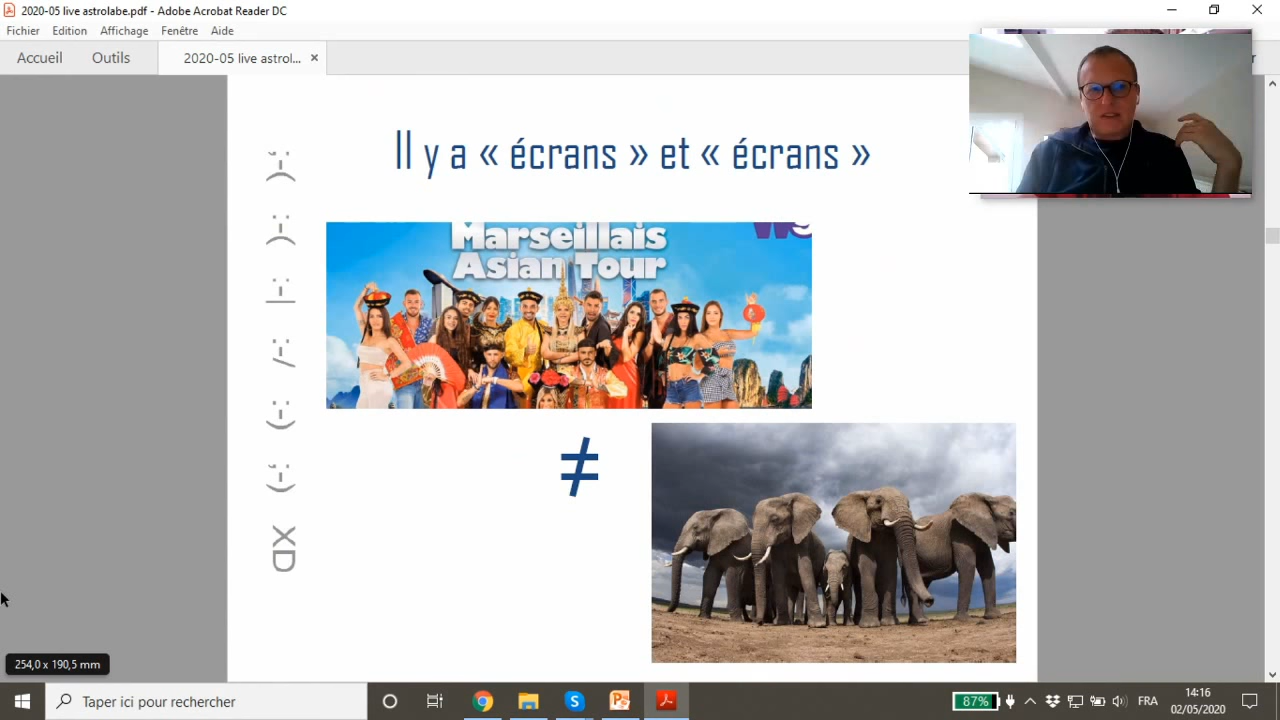 2020-05 live astrolabe.pdf - Adobe Acrobat Reader DC
Fichier Edition Affichage Fenêtre Aide
Accueil Outils 2020-05 live astrol... ×
Il y a « écrans » et « écrans »
Marseillais
Asian Tour
≠
:'-(
:-(
:-|
:-/
:-)
;-)
XD
254,0 x 190,5 mm
Taper ici pour rechercher
87%
FRA
14:16
02/05/2020